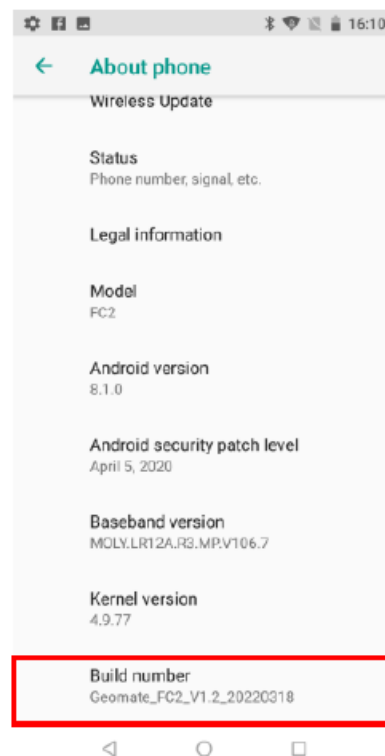 16:10
About phone
Wireless Update
Status
Phone number, signal, etc.
Legal information
Model
FC2
Android version
8.1.0
Android security patch level
April 5, 2020
Baseband version
MOLY.LR12A.R3.MP.V106.7
Kernel version
4.9.77
Build number
Geomate_FC2_V1.2_20220318